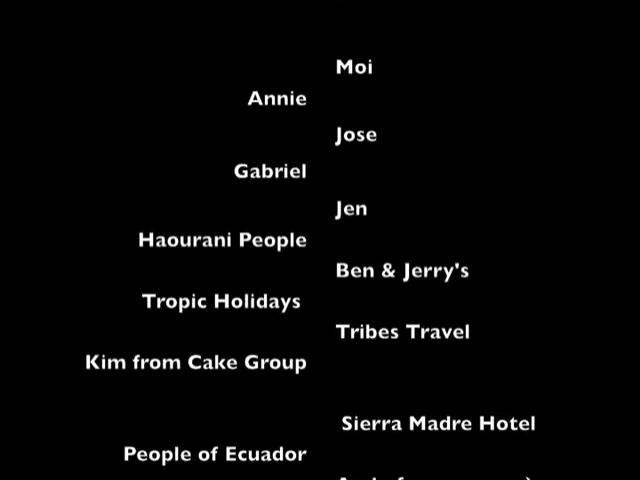 Moi
Annie
Jose
Gabriel
Jen
Haourani People
Ben & Jerry's
Tropic Holidays
Tribes Travel
Kim from Cake Group
Sierra Madre Hotel
People of Ecuador